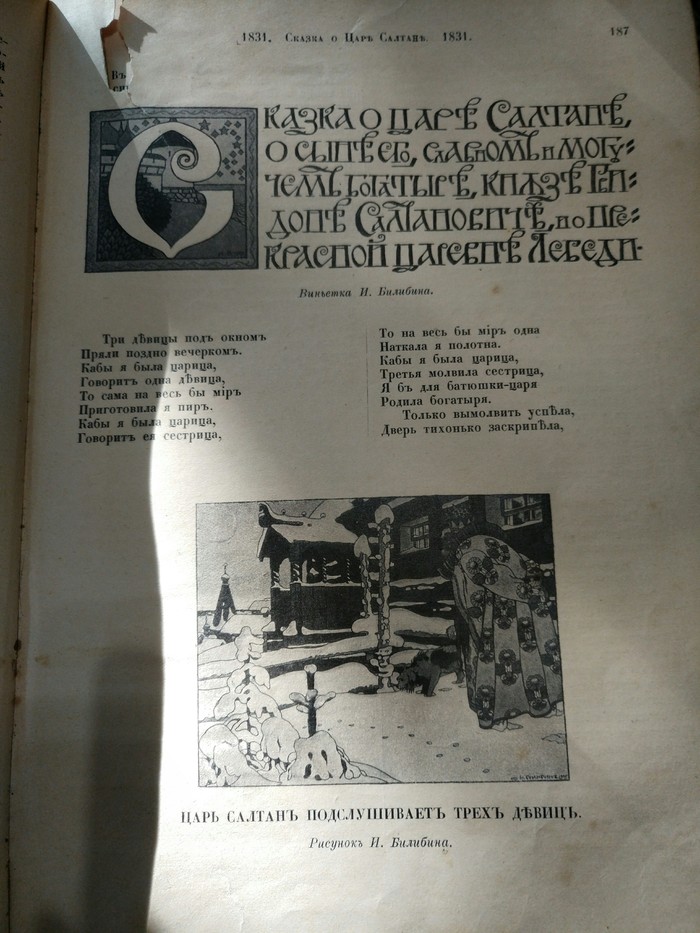 1831. Сказка о Царѣ Салтанѣ. 1831.
187
Въ
СКАЗКА О ЦАРѢ САЛТАНѢ,
О СЫНѢ ЕГО, СЛАВНОМЪ И МОГУ=
ЧЕМЪ БОГАТЫРѢ, КНЯЗѢ ГВИ=
ДОНѢ САЛТАНОВИЧѢ, И О ПРЕ=
КРАСНОЙ ЦАРЕВНѢ ЛЕБЕДИ.
Виньетка И. Билибина.
Три дѣвицы подъ окномъ
Пряли поздно вечеркомъ.
Кабы я была царица,
Говоритъ одна дѣвица,
То сама на весь бы міръ
Приготовила я пиръ.
Кабы я была царица,
Говоритъ ея сестрица,
То на весь бы міръ одна
Наткала я полотна.
Кабы я была царица,
Третья молвила сестрица,
Я бъ для батюшки-царя
Родила богатыря.
Только вымолвить успѣла,
Дверь тихонько заскрипѣла,
ЦАРЬ САЛТАНЪ ПОДСЛУШИВАЕТЪ ТРЕХЪ ДѢВИЦЪ.
Рисунокъ И. Билибина.